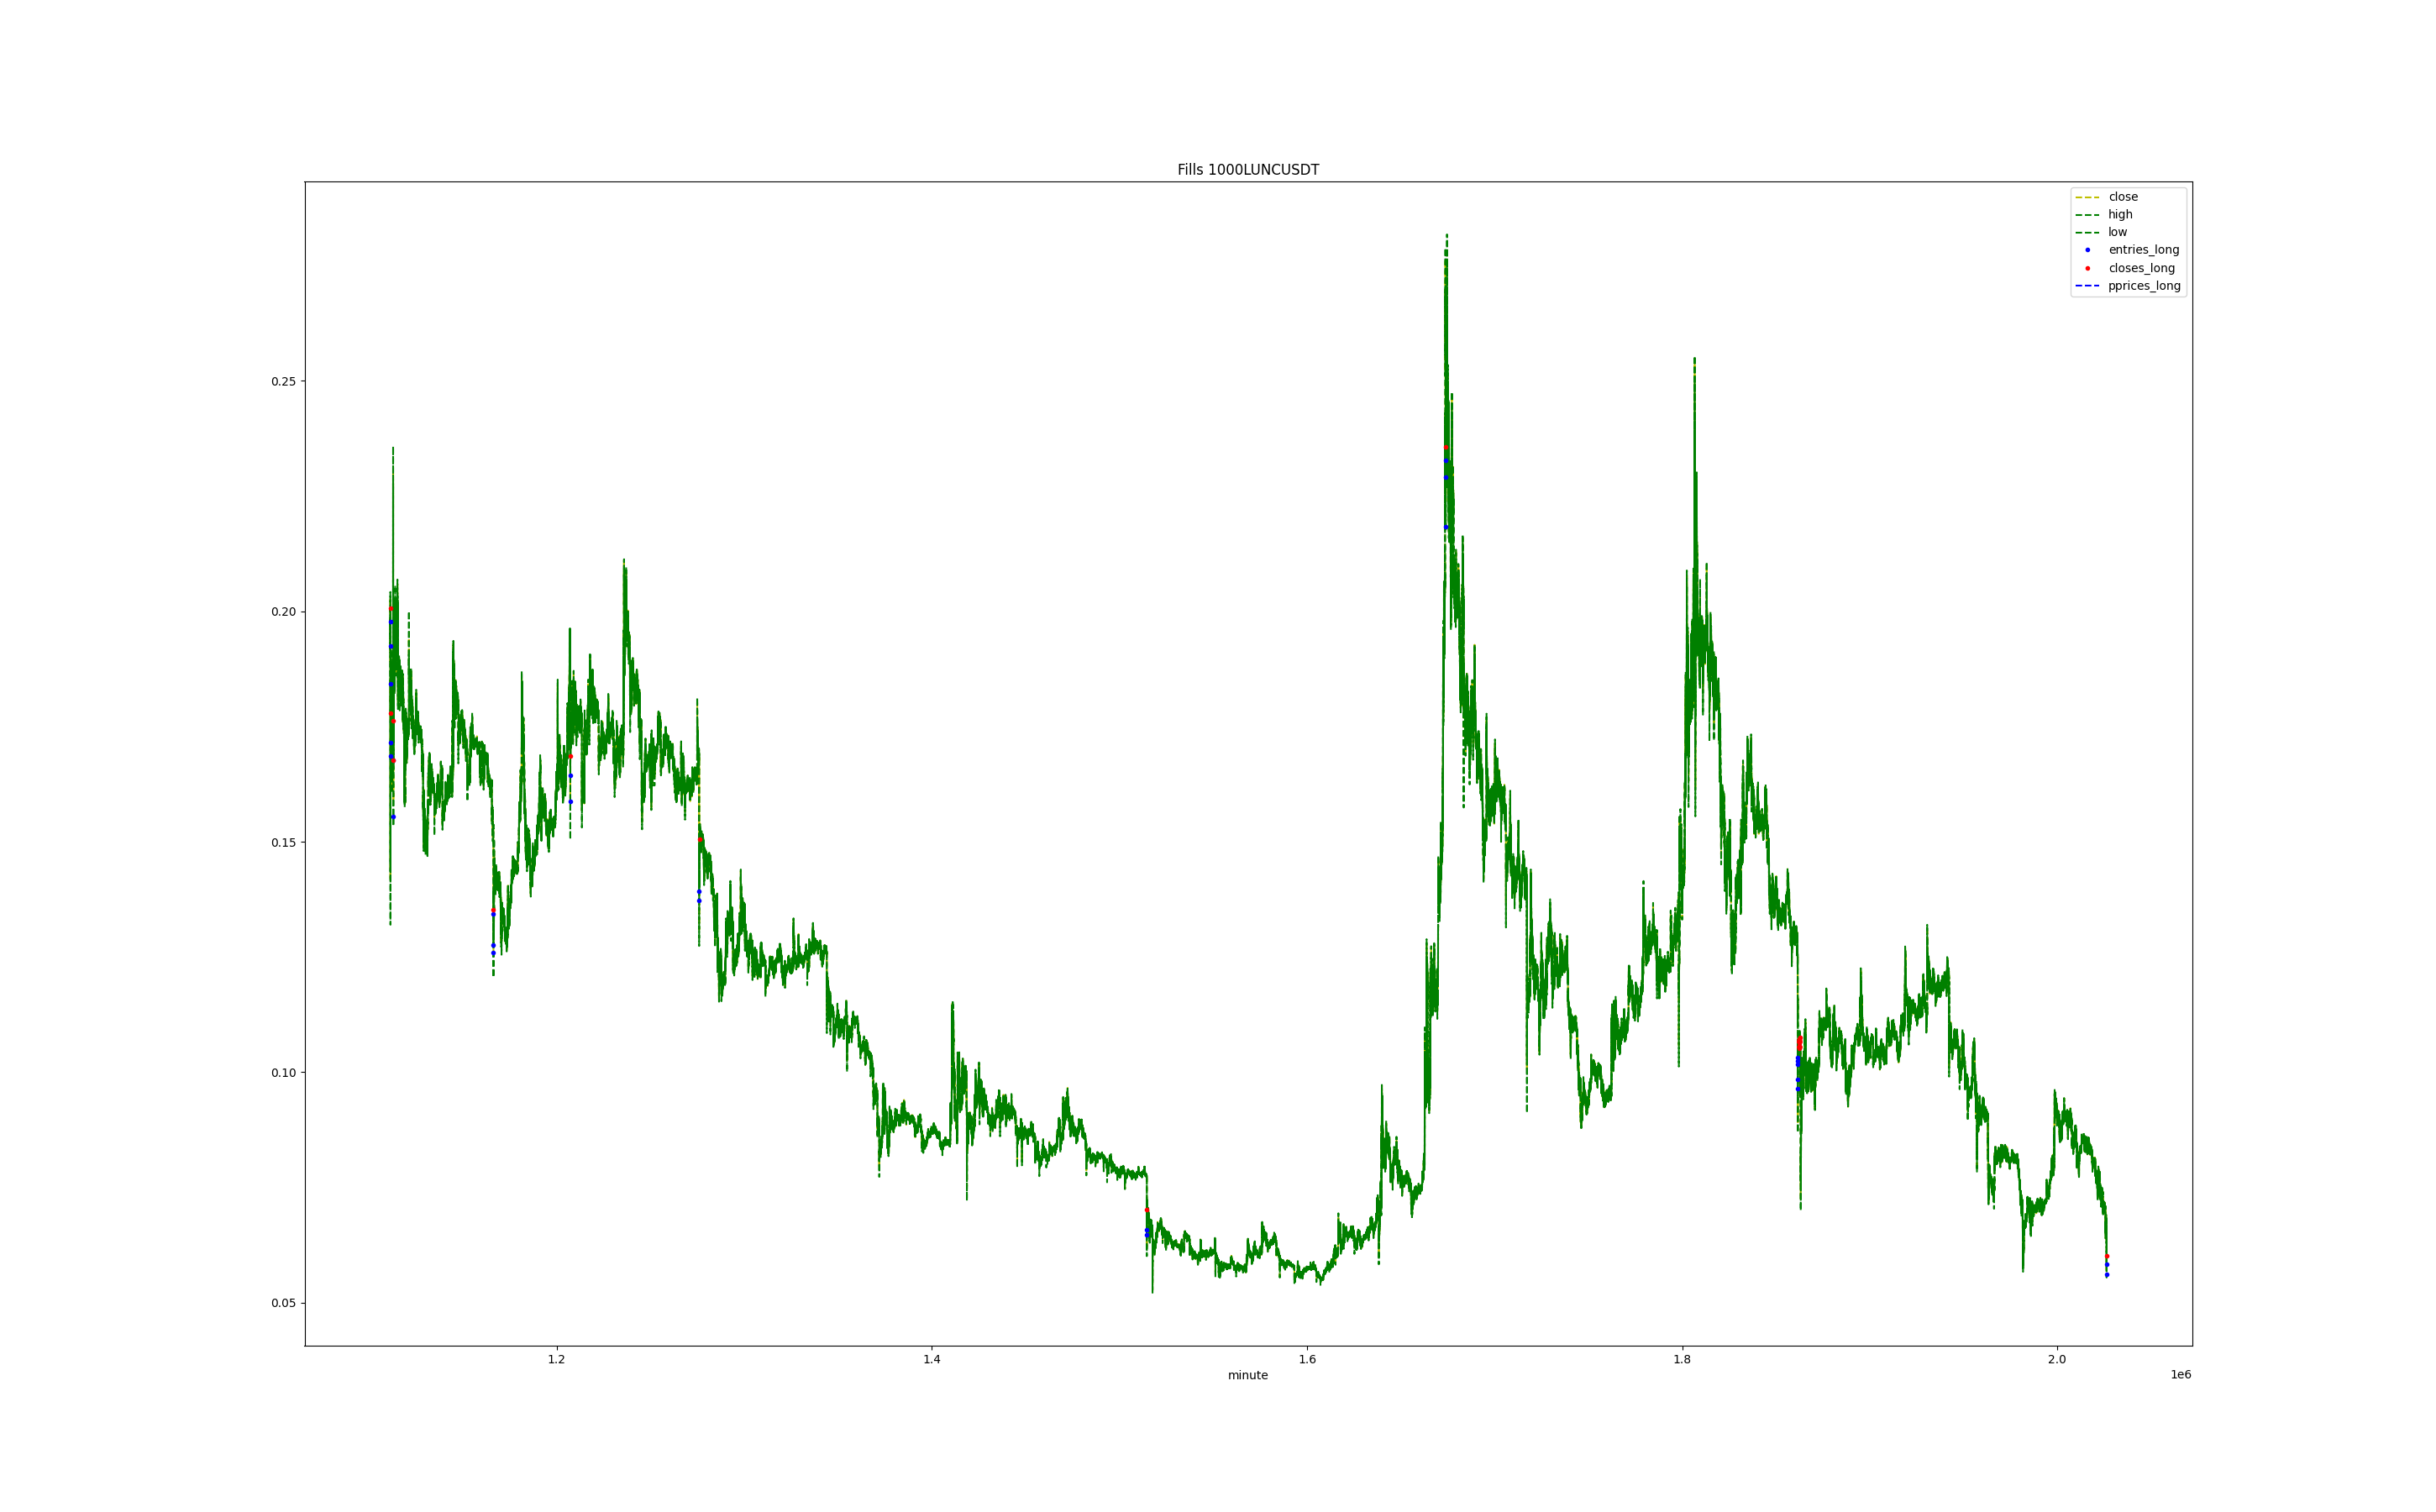 Fills 1000LUNCUSDT
close
high
low
entries_long
closes_long
pprices_long
0.25
0.20
0.15
0.10
0.05
1.2
1.4
1.6
1.8
2.0
1e6
minute